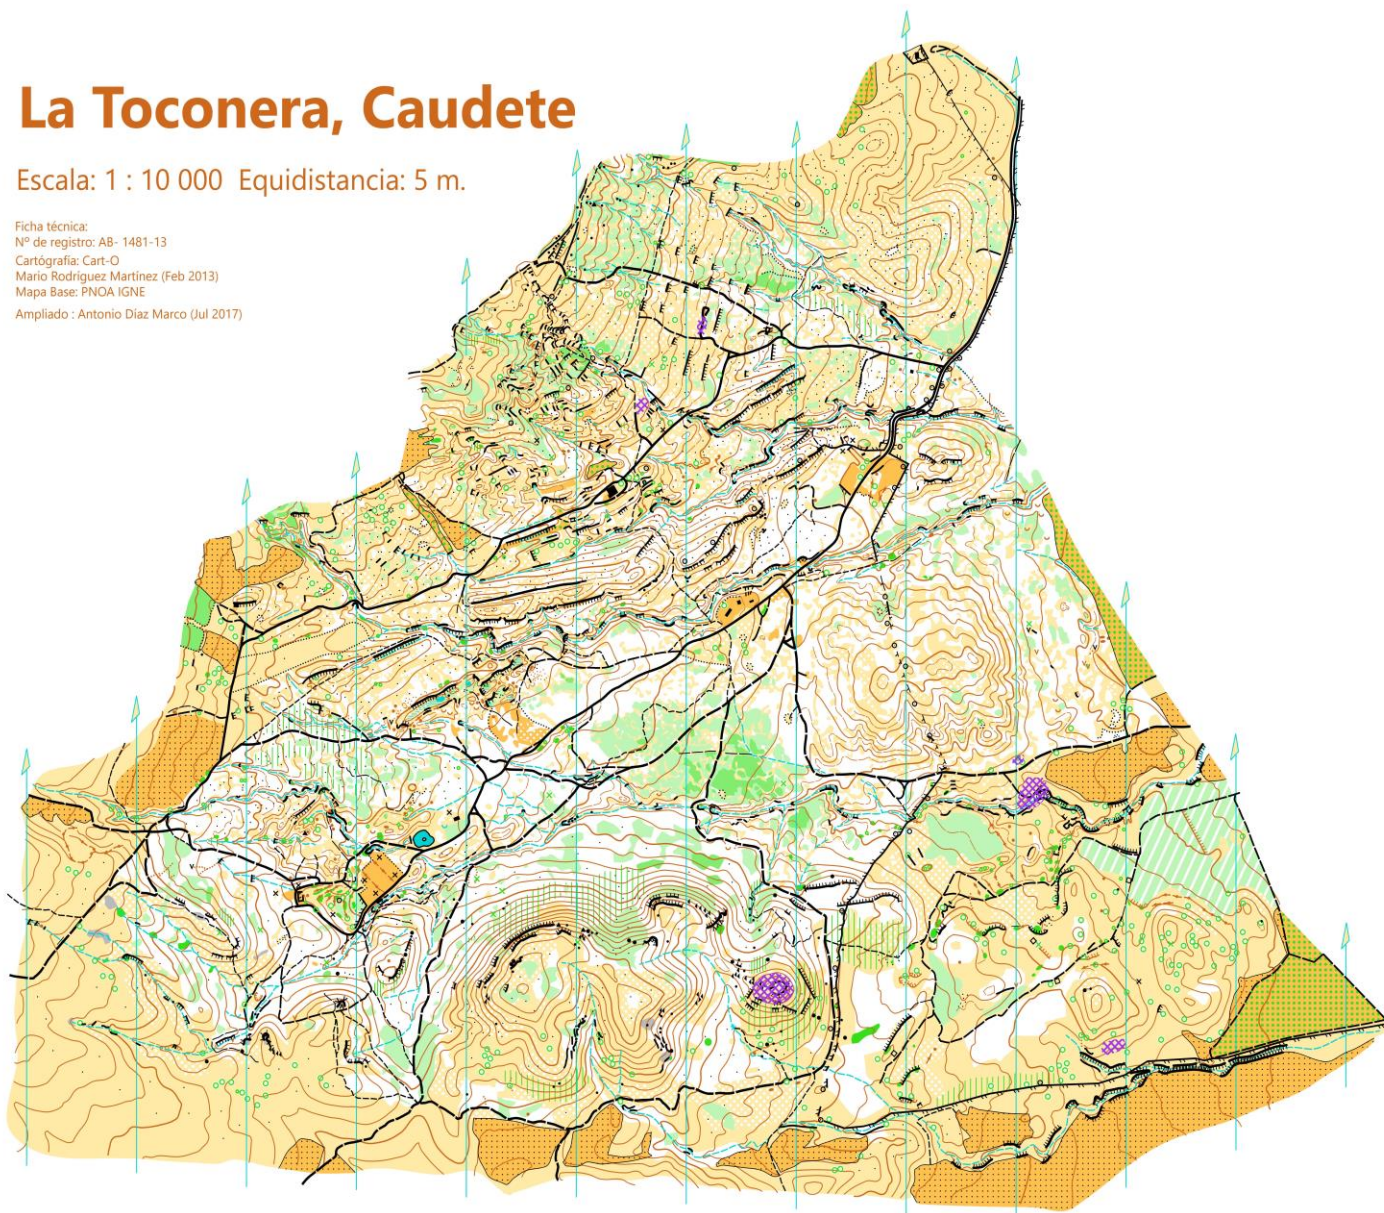 La Toconera, Caudete
Escala: 1 : 10 000 Equidistancia: 5 m.
Ficha técnica:
Nº de registro: AB- 1481-13
Cartógrafía: Cart-O
Mario Rodríguez Martínez (Feb 2013)
Mapa Base: PNOA IGNE
Ampliado : Antonio Díaz Marco (Jul 2017)